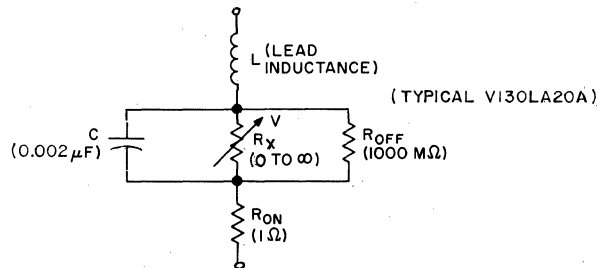 L (LEAD
INDUCTANCE)
(TYPICAL V130LA20A)
C
(0.002 µF)
V
RX
(0 TO ∞)
ROFF
(1000 MΩ)
RON
(1Ω)